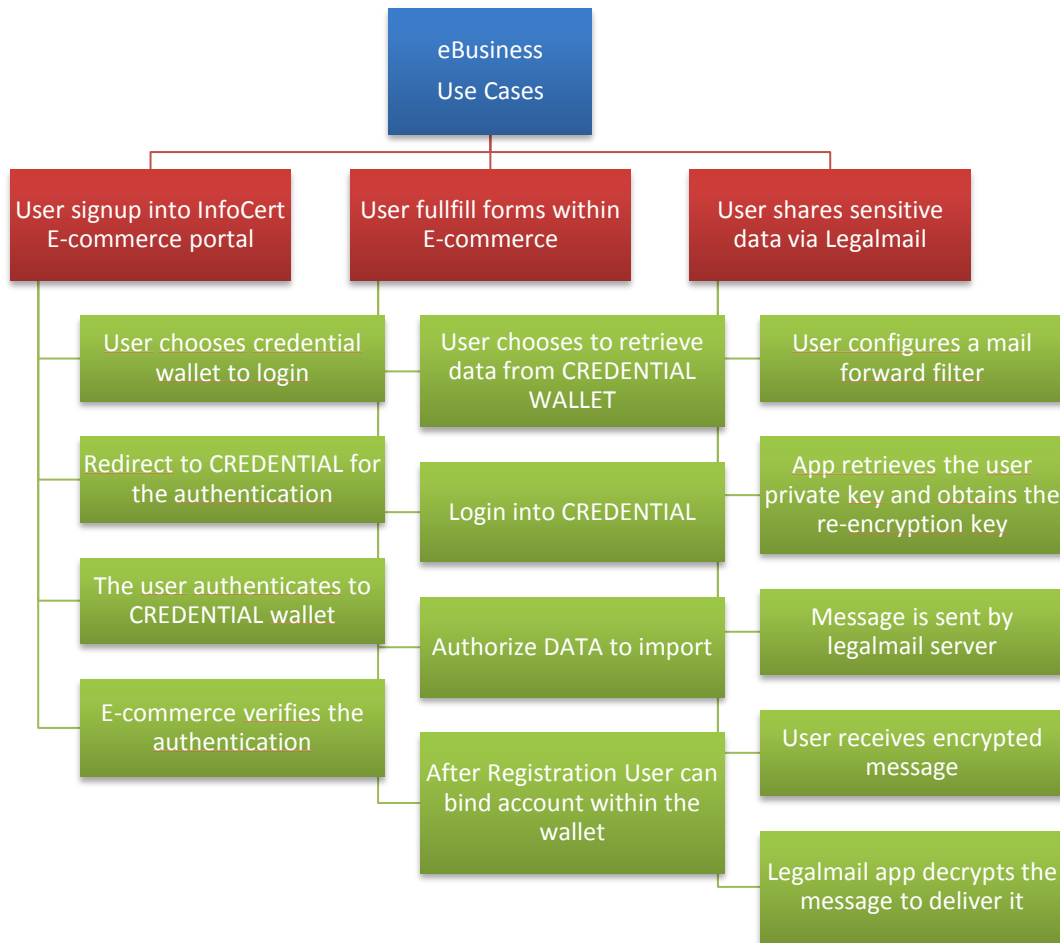 eBusiness
Use Cases
User signup into InfoCert
E-commerce portal
User fullfill forms within
E-commerce
User shares sensitive
data via Legalmail
User chooses credential
wallet to login
Redirect to CREDENTIAL for
the authentication
The user authenticates to
CREDENTIAL wallet
E-commerce verifies the
authentication
User chooses to retrieve
data from CREDENTIAL
WALLET
Login into CREDENTIAL
Authorize DATA to import
After Registration User can
bind account within the
wallet
User configures a mail
forward filter
App retrieves the user
private key and obtains the
re-encryption key
Message is sent by
legalmail server
User receives encrypted
message
Legalmail app decrypts the
message to deliver it